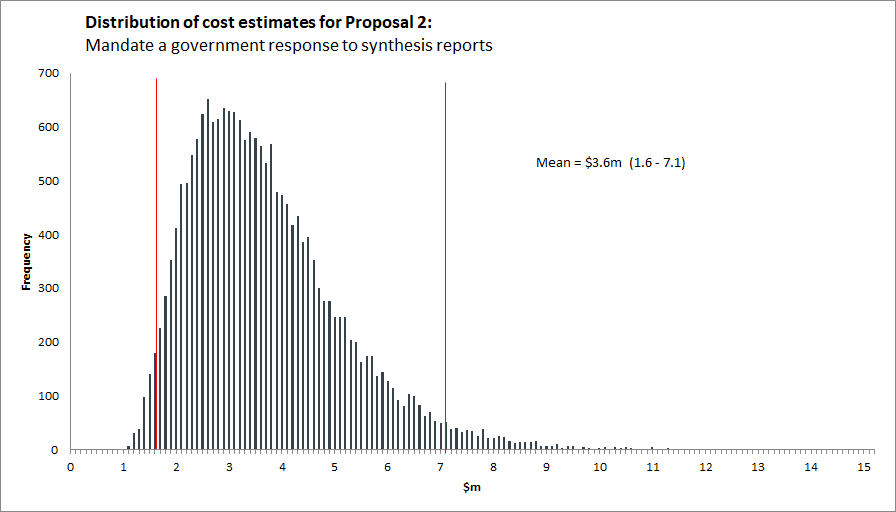 Distribution of cost estimates for Proposal 2:
Mandate a government response to synthesis reports
700
600
500
400
300
200
100
0
Frequency
Mean = $3.6m  (1.6 - 7.1)
0 1 2 3 4 5 6 7 8 9 10 11 12 13 14 15
$m